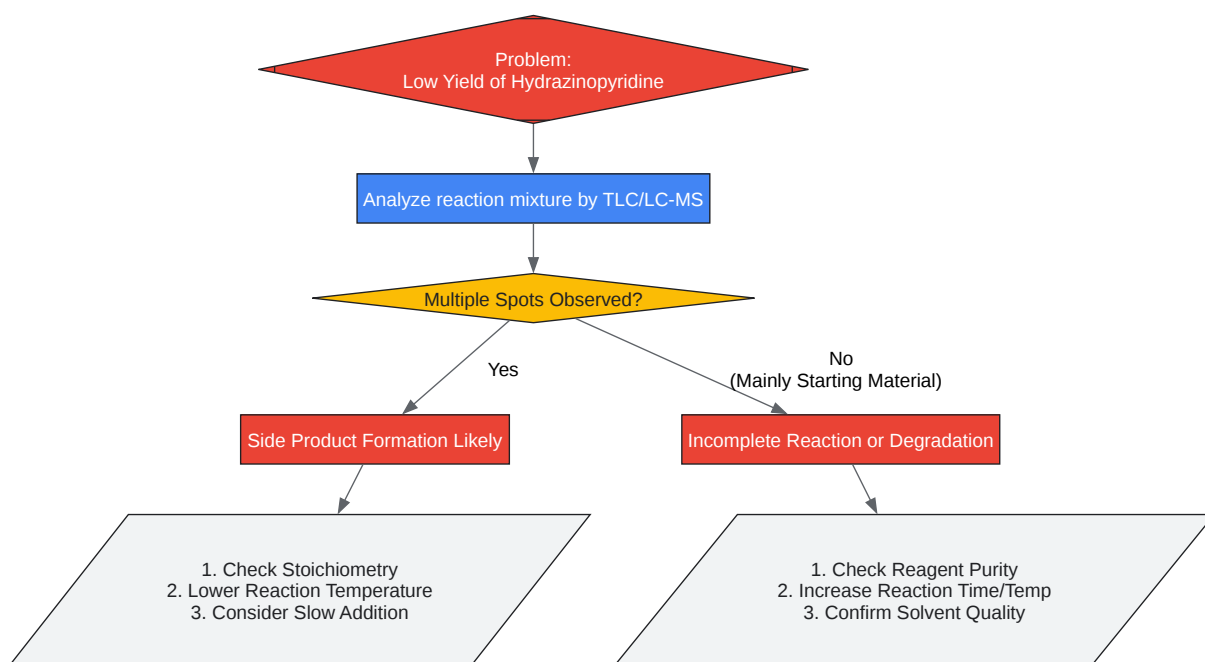 Problem:
Low Yield of Hydrazinopyridine
Analyze reaction mixture by TLC/LC-MS
Multiple Spots Observed?
Yes
No
(Mainly Starting Material)
Side Product Formation Likely
Incomplete Reaction or Degradation
1. Check Stoichiometry
2. Lower Reaction Temperature
3. Consider Slow Addition
1. Check Reagent Purity
2. Increase Reaction Time/Temp
3. Confirm Solvent Quality